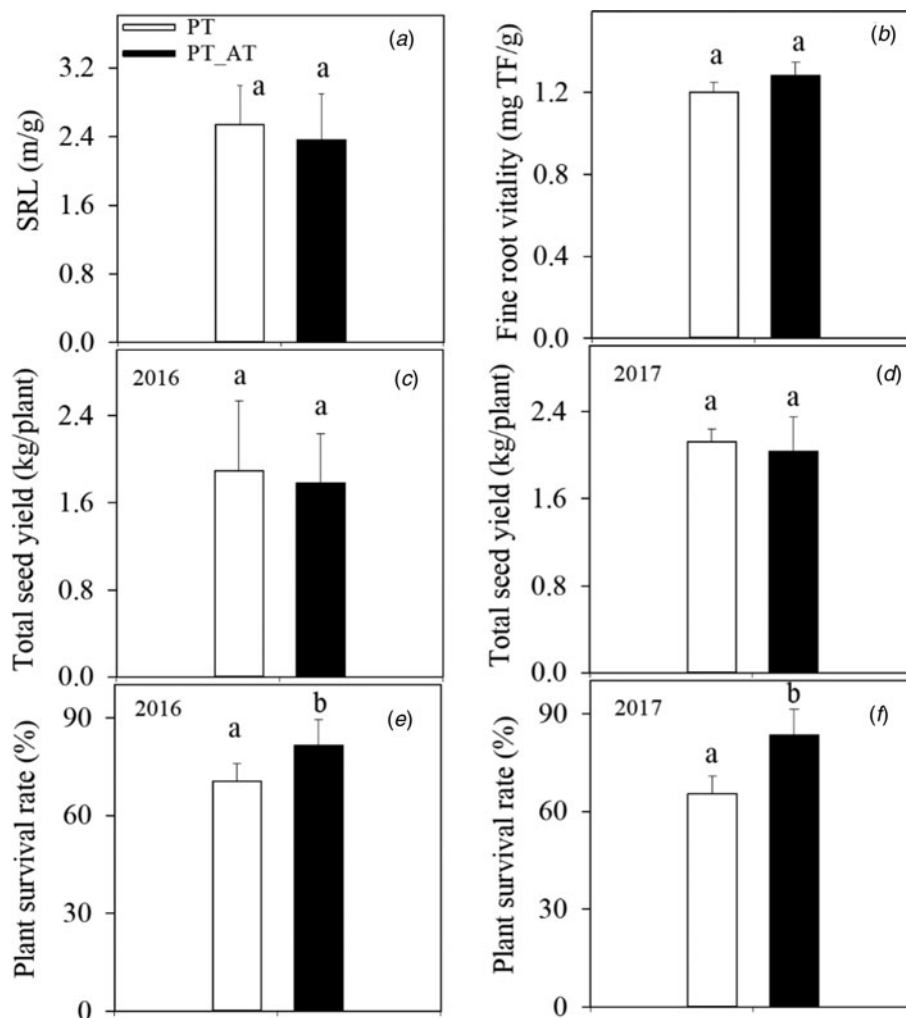 PT
PT_AT
(a)
a
a
3.2
2.4
1.6
0.8
0.0
SRL (m/g)
(b)
a
a
1.2
0.8
0.4
0.0
Fine root vitality (mg TF/g)
2016
(c)
a
a
2.4
1.6
0.8
0.0
Total seed yield (kg/plant)
2017
(d)
a
a
2.4
1.6
0.8
0.0
Total seed yield (kg/plant)
2016
(e)
a
b
90
60
30
0
Plant survival rate (%)
2017
(f)
a
b
90
60
30
0
Plant survival rate (%)